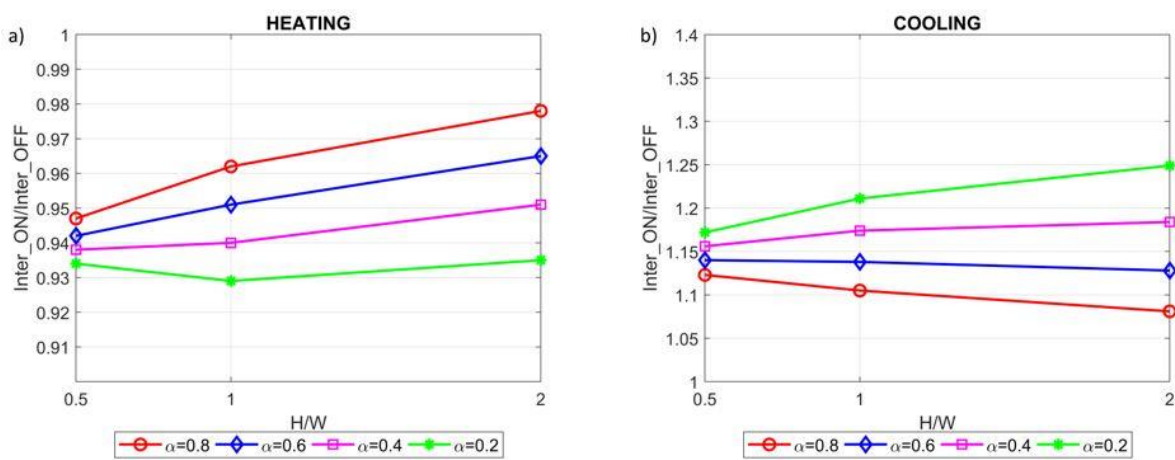 a)
HEATING
1
0.99
0.98
0.97
0.96
0.95
0.94
0.93
0.92
0.91
Inter_ON/Inter_OFF
0.5 1 2
H/W
α=0.8 α=0.6 α=0.4 α=0.2
b)
COOLING
1.4
1.35
1.3
1.25
1.2
1.15
1.1
1.05
1
Inter_ON/Inter_OFF
0.5 1 2
H/W
α=0.8 α=0.6 α=0.4 α=0.2